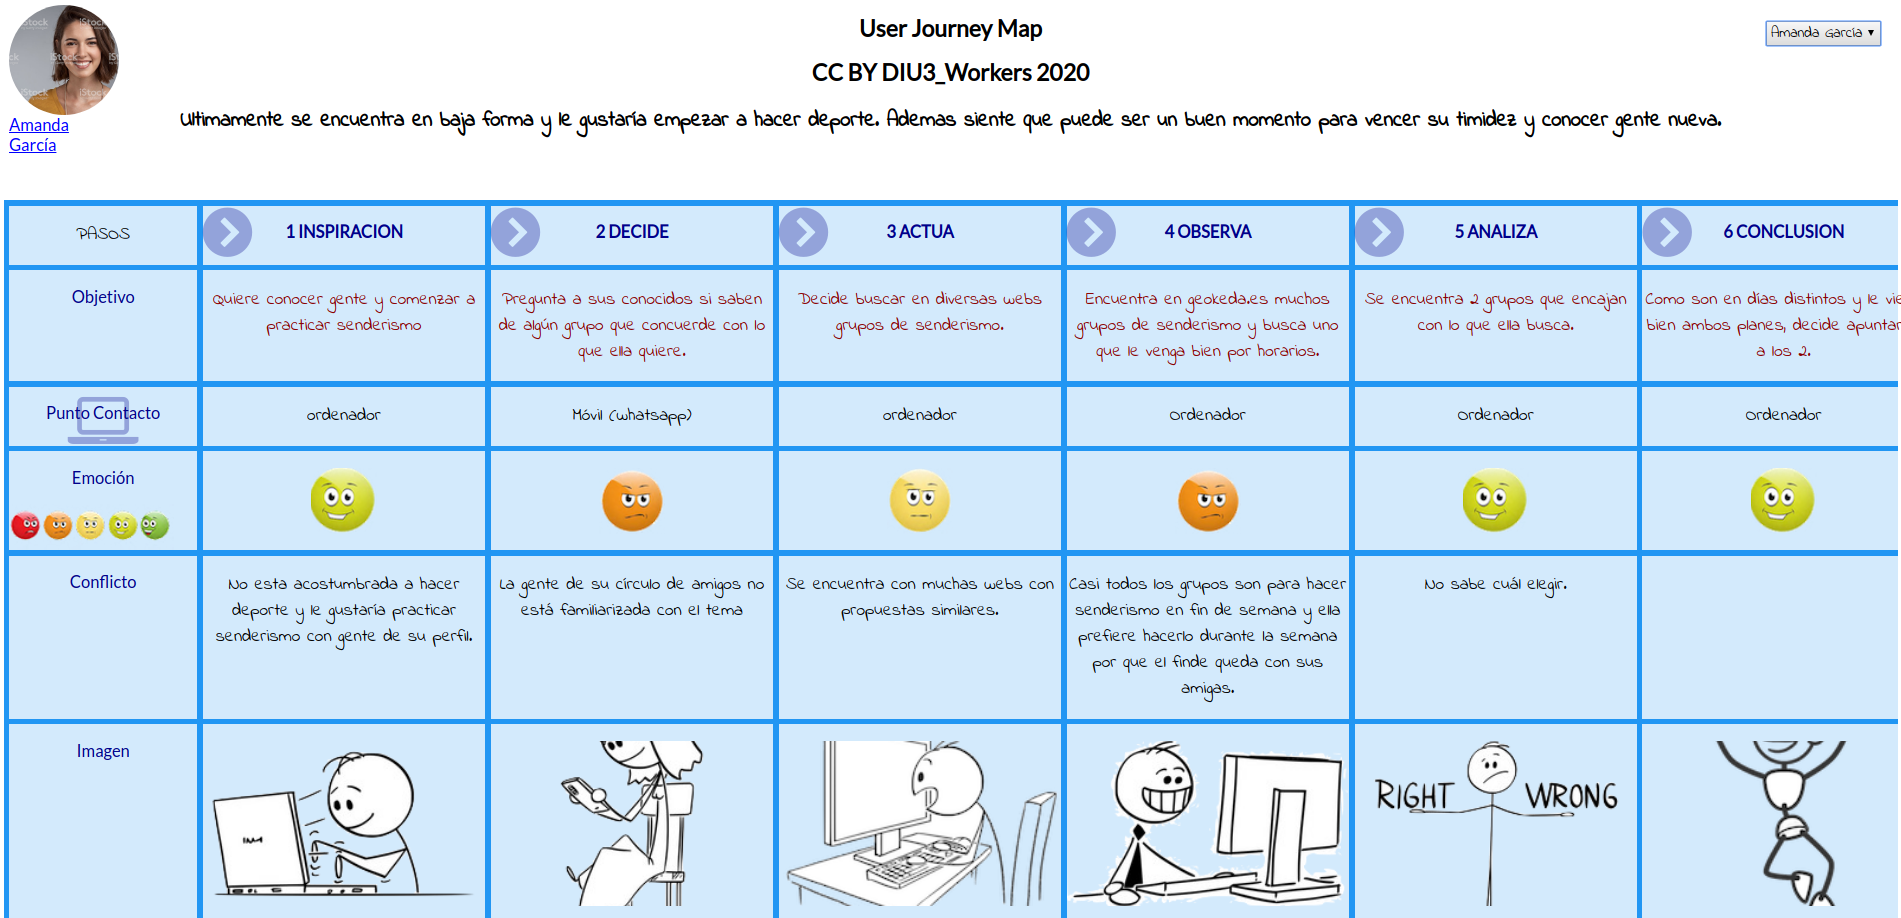 User Journey Map
Amanda García ▾
CC BY DIU3_Workers 2020
iStock
iStock
iStock
iStock
Ultimamente se encuentra en baja forma y le gustaría empezar a hacer deporte. Ademas siente que puede ser un buen momento para vencer su timidez y conocer gente nueva.
Amanda
García
PASOS
1 INSPIRACION
2 DECIDE
3 ACTUA
4 OBSERVA
5 ANALIZA
6 CONCLUSION
Objetivo
Quiere conocer gente y comenzar a
practicar senderismo
Pregunta a sus conocidos si saben
de algún grupo que concuerde con lo
que ella quiere.
Decide buscar en diversas webs
grupos de senderismo.
Encuentra en geokeda.es muchos
grupos de senderismo y busca uno
que le venga bien por horarios.
Se encuentra 2 grupos que encajan
con lo que ella busca.
Como son en días distintos y le vie
bien ambos planes, decide apuntar
a los 2.
Punto Contacto
ordenador
Móvil (whatsapp)
ordenador
Ordenador
Ordenador
Ordenador
Emoción
Conflicto
No esta acostumbrada a hacer
deporte y le gustaría practicar
senderismo con gente de su perfil.
La gente de su círculo de amigos no
está familiarizada con el tema
Se encuentra con muchas webs con
propuestas similares.
Casi todos los grupos son para hacer
senderismo en fin de semana y ella
prefiere hacerlo durante la semana
por que el finde queda con sus
amigas.
No sabe cuál elegir.
Imagen
RIGHT
WRONG